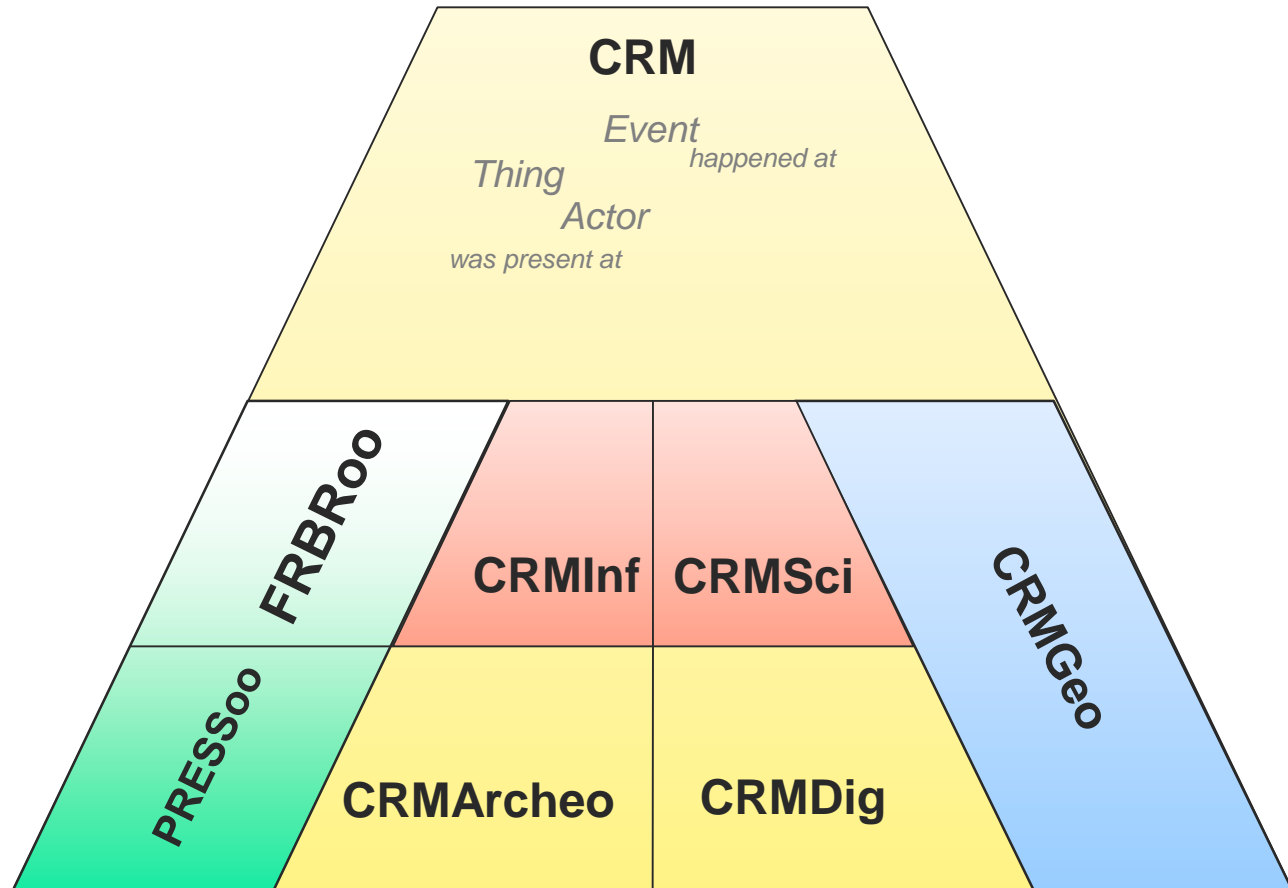 CRM
Event
happened at
Thing
Actor
was present at
FRBRoo
CRMInf
CRMSci
CRMGeo
PRESSoo
CRMArcheo
CRMDig